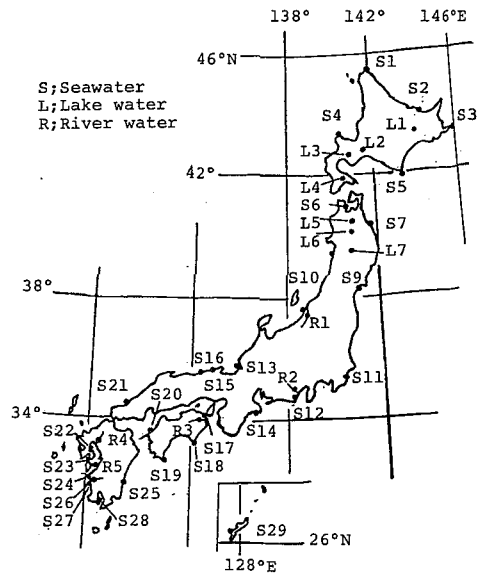 138° 142° 146°E
46°N
S1
S;Seawater
L;Lake water
R;River water
S2
S4 L1 S3
L3 L2
42° S5
L4
S6
L5 S7
L6
L7
38° S10 S9
R1
S16 S13
S21 S15 R2 S11
S20
34° S12
S22 R4 R3 S14
S23 R5 S17
S24 S19 S18
S26 S25
S27 S28
S29
26°N
128°E